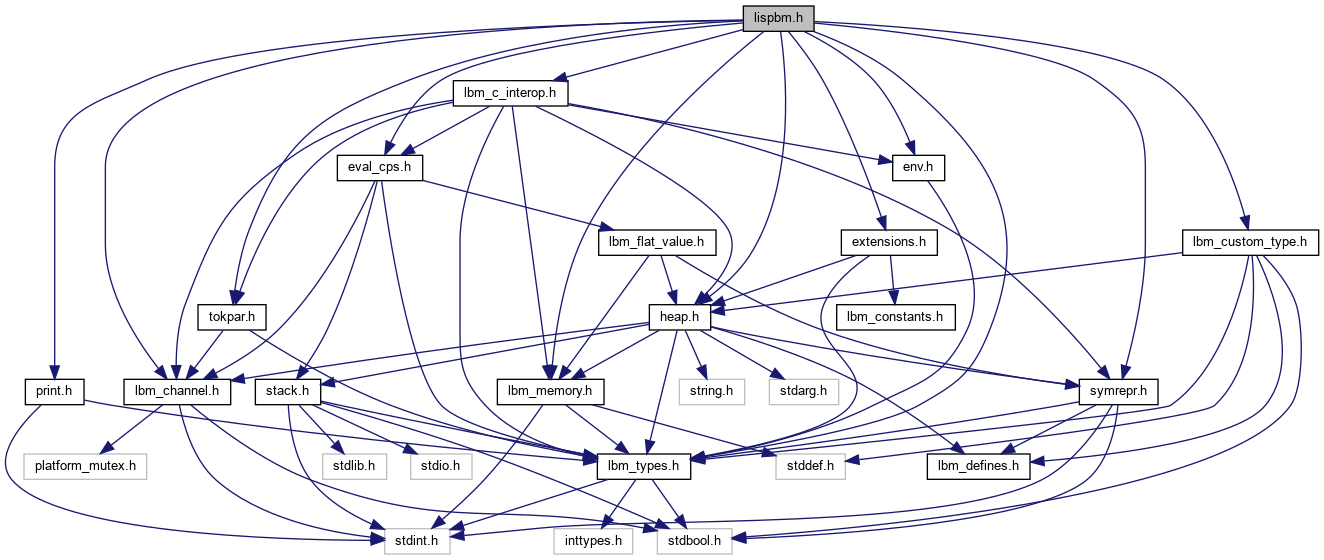 lispbm.h
lbm_c_interop.h
eval_cps.h
env.h
lbm_flat_value.h
extensions.h
lbm_custom_type.h
tokpar.h
heap.h
lbm_constants.h
print.h
lbm_channel.h
stack.h
lbm_memory.h
string.h
stdarg.h
symrepr.h
platform_mutex.h
stdlib.h
stdio.h
lbm_types.h
stddef.h
lbm_defines.h
stdint.h
inttypes.h
stdbool.h